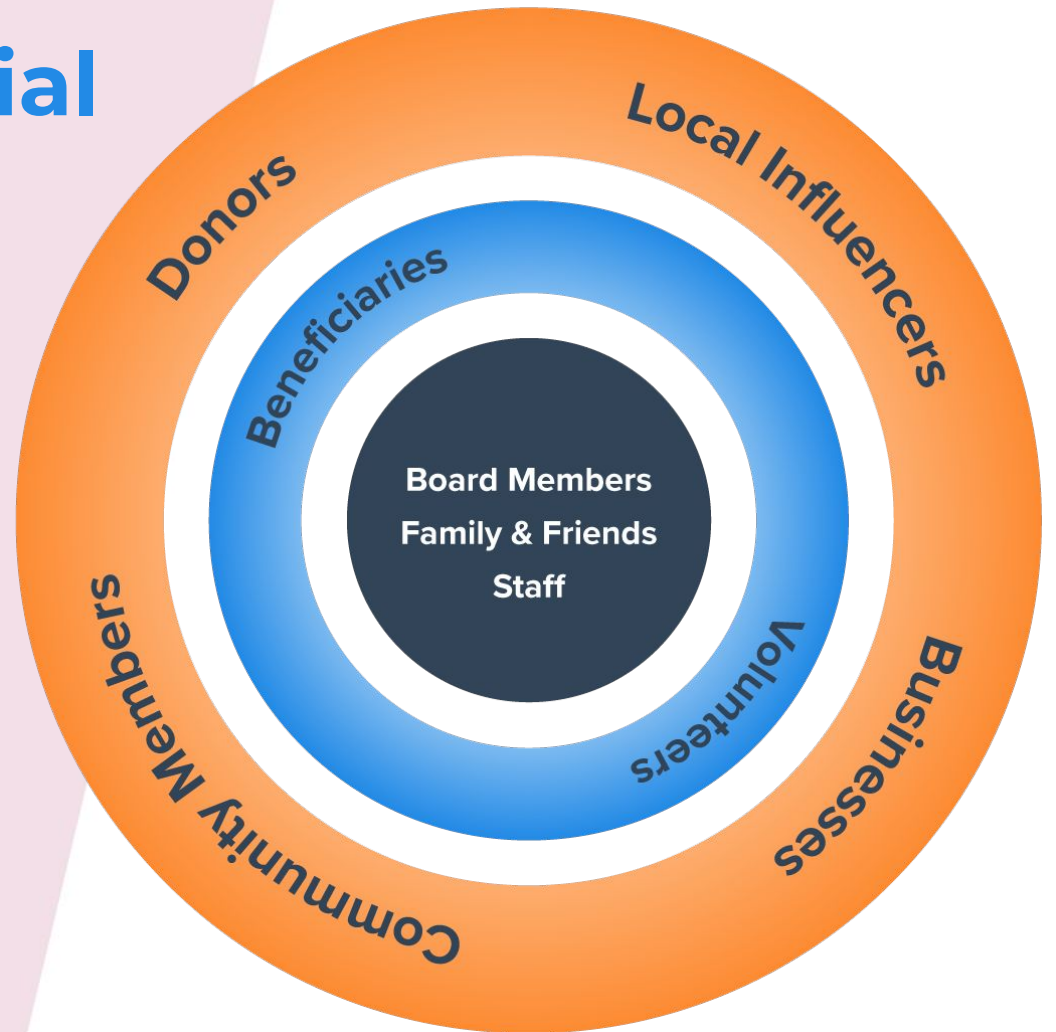 ial
Donors
Local Influencers
Beneficiaries
Board Members
Family & Friends
Staff
Volunteers
Community Members
Businesses